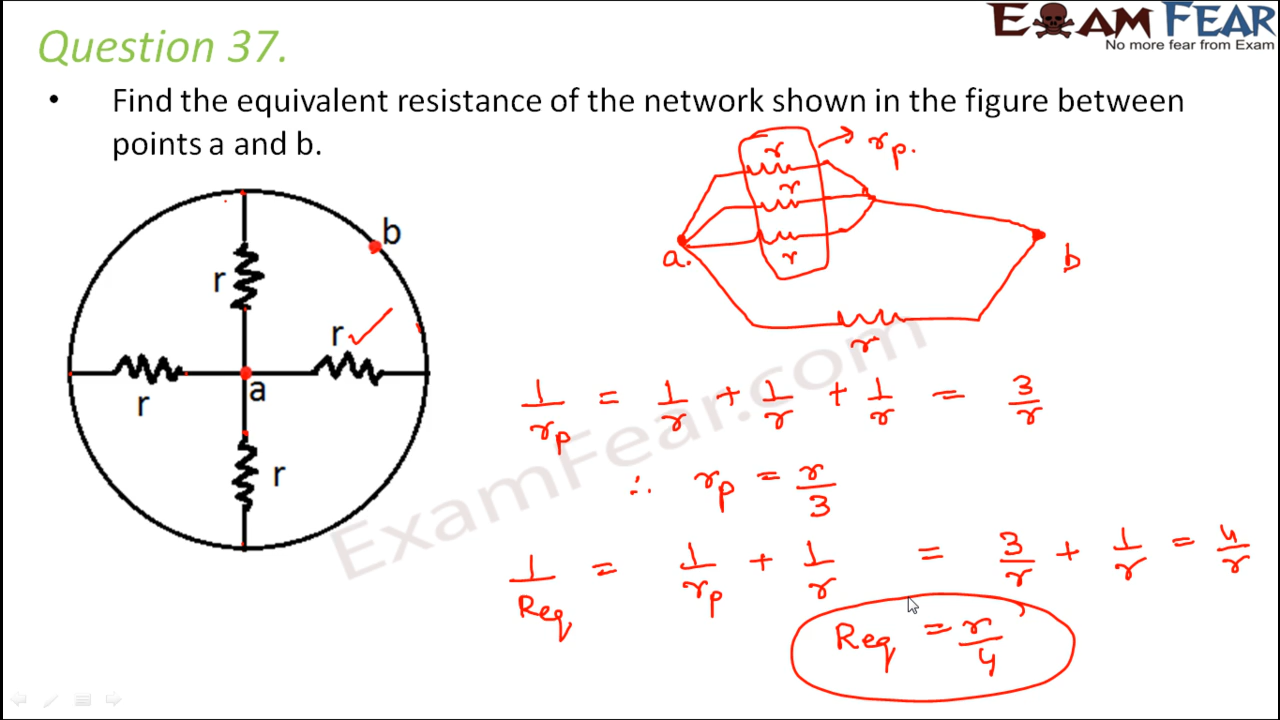 Question 37.
EXAM FEAR
No more fear from Exam
• Find the equivalent resistance of the network shown in the figure between
points a and b.
b
r
r
r
a
r
r
r
r
rp.
a.
b
r
1/rp = 1/r + 1/r + 1/r = 3/r
∴ rp = r/3
1/Req = 1/rp + 1/r = 3/r + 1/r = 4/r
Req = r/4
ExamFear.com